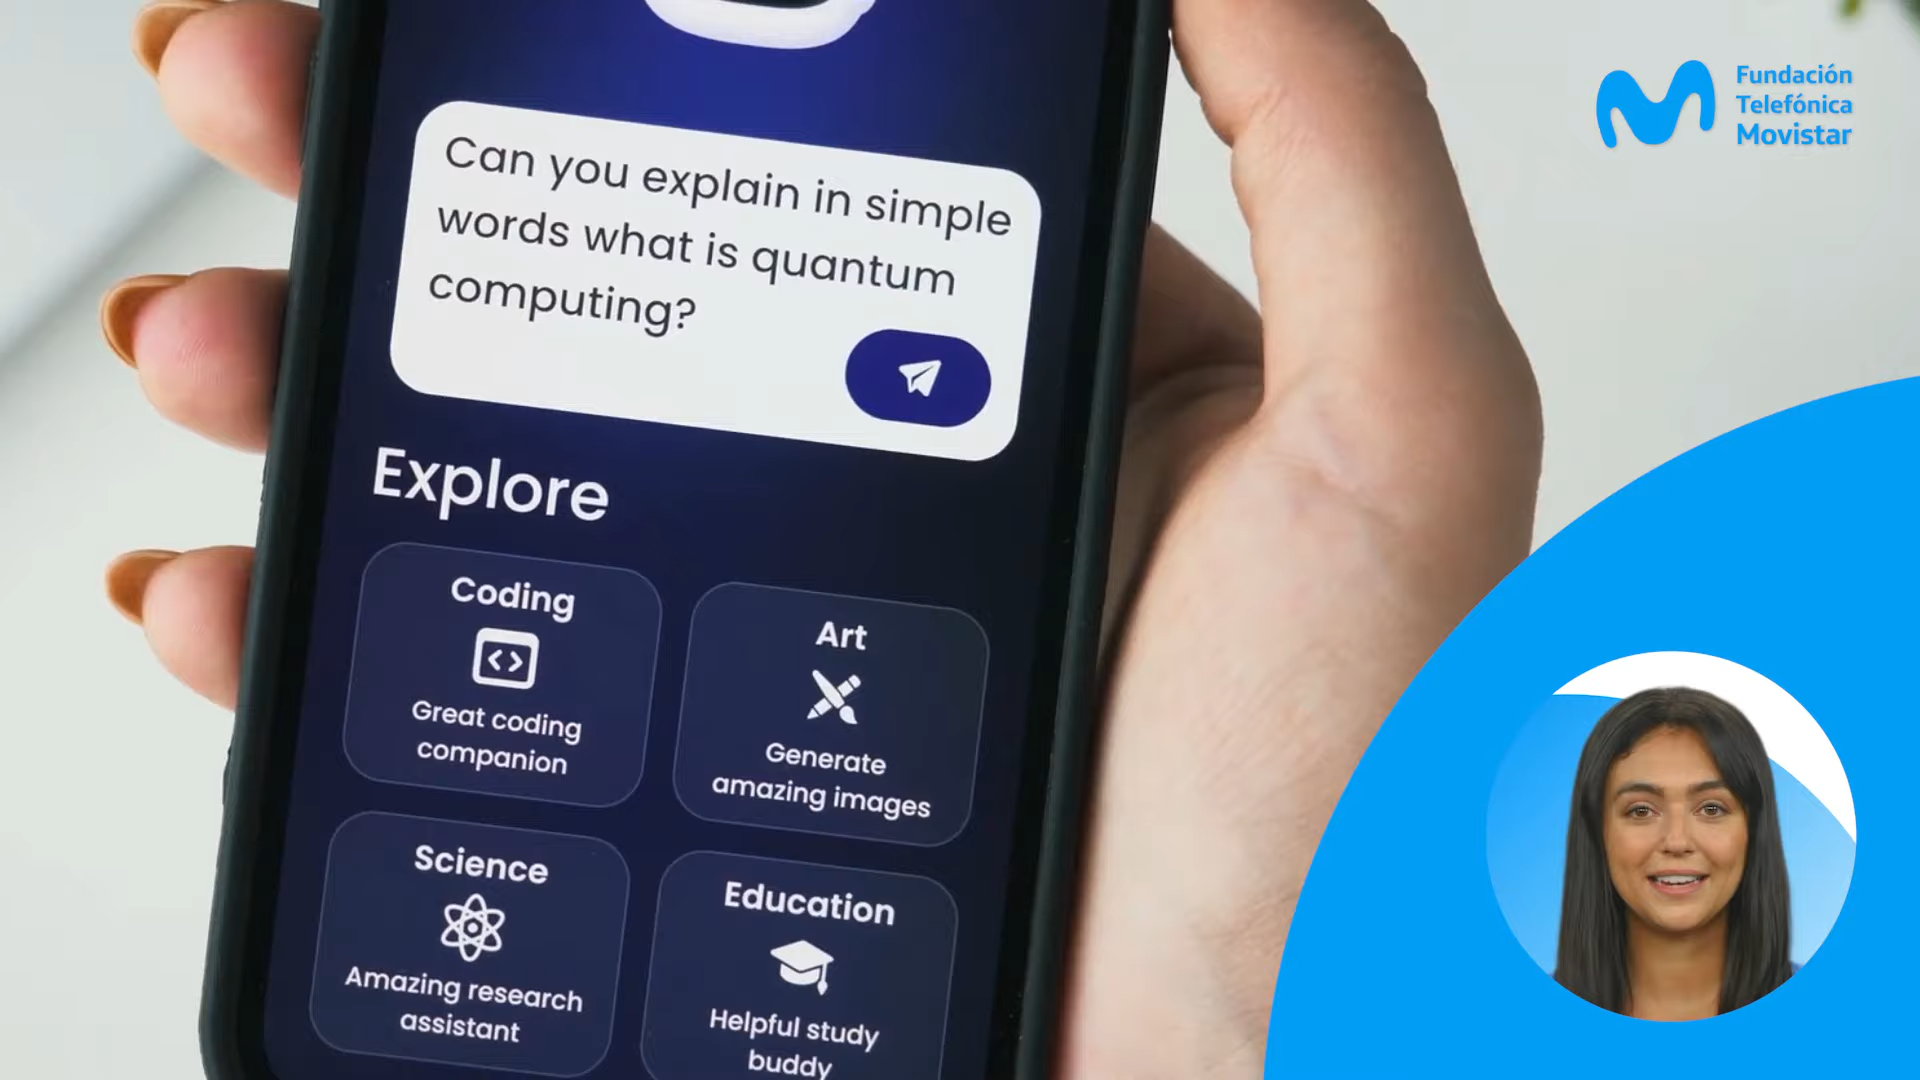 Fundación
Telefónica
Movistar
Can you explain in simple
words what is quantum
computing?
Explore
Coding
Great coding
companion
Art
Generate
amazing images
Science
Amazing research
assistant
Education
Helpful study
buddy